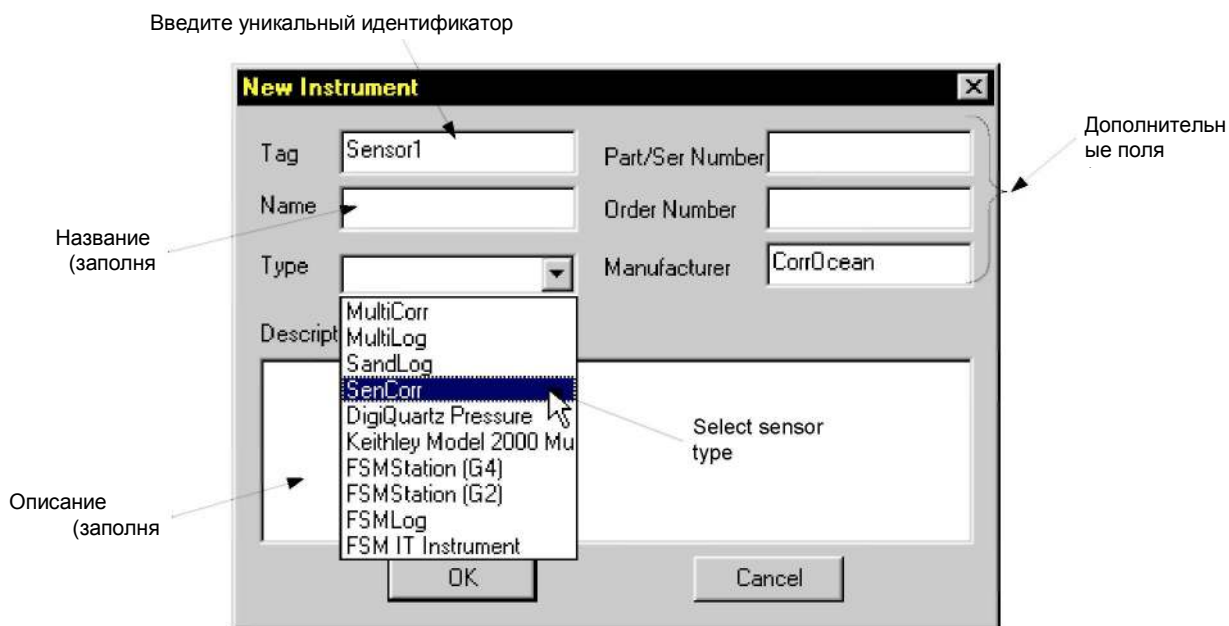 Введите уникальный идентификатор
New Instrument
Дополнительн
ые поля
Tag
Sensor1
Part/Ser Number
Name
Order Number
Название
(заполня
Type
Manufacturer
CorrOcean
MultiCorr
Descript
MultiLog
SandLog
SenCorr
DigiQuartz Pressure
Keithley Model 2000 Mu
FSMStation (G4)
FSMStation (G2)
FSMLog
FSM IT Instrument
Select sensor
type
Описание
(заполня
OK
Cancel